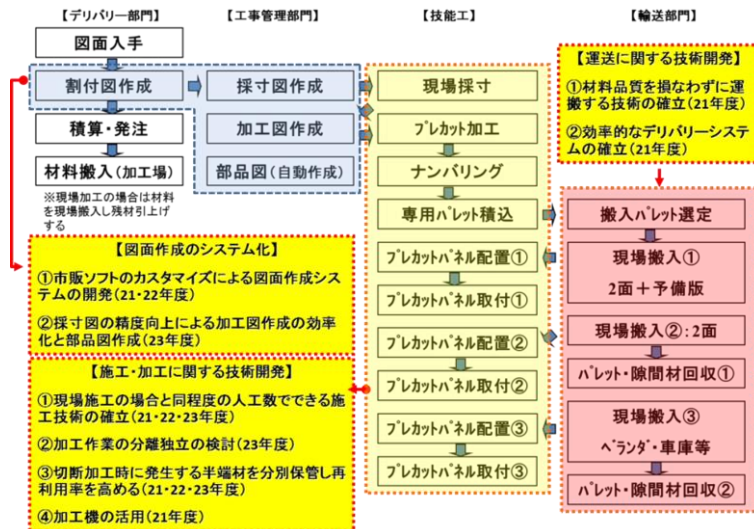 【デリバリー部門】
図面入手
割付図作成
積算・発注
材料搬入(加工場)
※現場加工の場合は材料
を現場搬入し残材引上げ
する
【工事管理部門】
採寸図作成
加工図作成
部品図(自動作成)
【技能工】
現場採寸
プレカット加工
ナンバリング
専用パレット積込
プレカットパネル配置①
プレカットパネル取付①
プレカットパネル配置②
プレカットパネル取付②
プレカットパネル配置③
プレカットパネル取付③
【輸送部門】
【運送に関する技術開発】
①材料品質を損なわずに運
搬する技術の確立(21年度)
②効率的なデリバリーシステ
ムの確立(21年度)
搬入パレット選定
現場搬入①
2面+予備版
現場搬入②:2面
パレット・隙間材回収①
現場搬入③
ベランダ・車庫等
パレット・隙間材回収②
【図面作成のシステム化】
①市販ソフトのカスタマイズによる図面作成シ
ステムの開発(21・22年度)
②採寸図の精度向上による加工図作成の効率
化と部品図作成(23年度)
【施工・加工に関する技術開発】
①現場施工の場合と同程度の人工数でできる施
工技術の確立(21・22・23年度)
②加工作業の分離独立の検討(23年度)
③切断加工時に発生する半端材を分別保管し再
利用率を高める(21・22・23年度)
④加工機の活用(21年度)